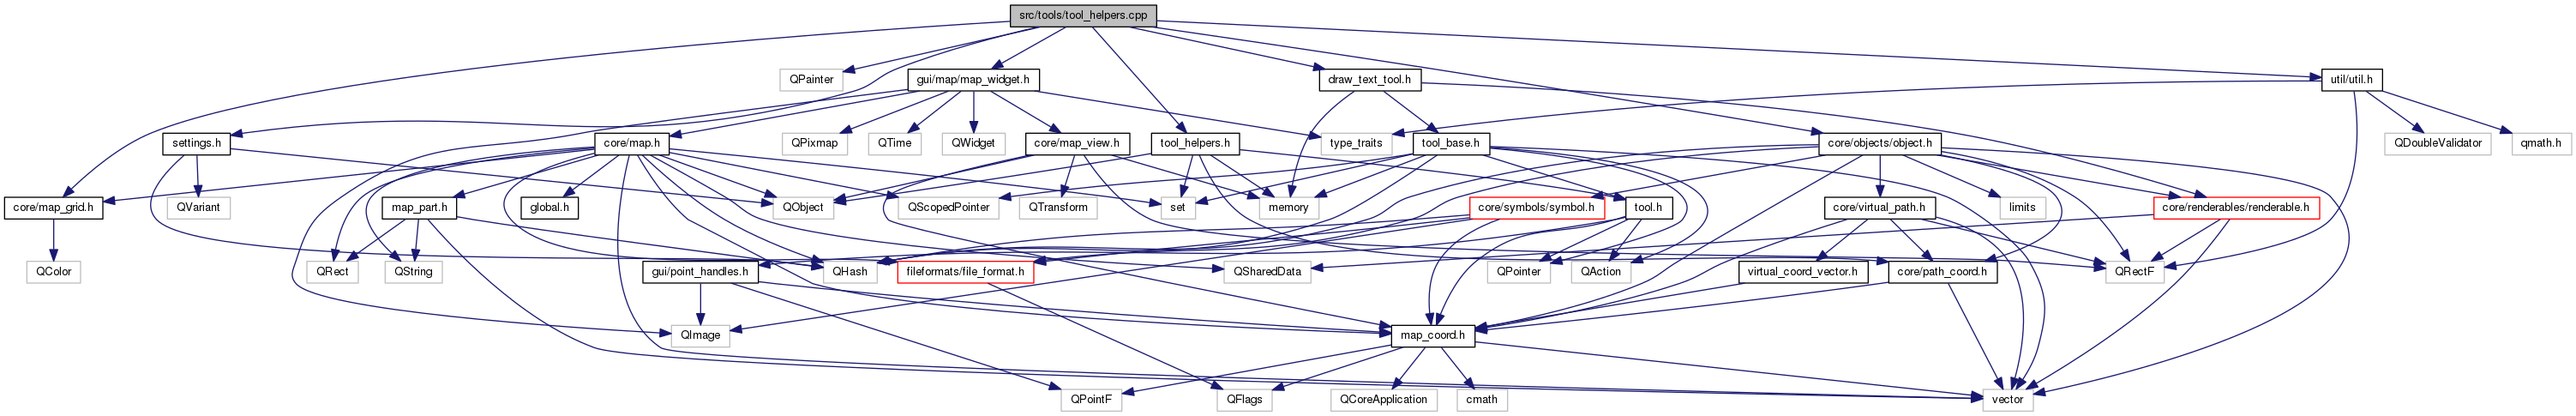 src/tools/tool_helpers.cpp
QPainter
gui/map/map_widget.h
draw_text_tool.h
util/util.h
settings.h
core/map.h
QPixmap
QTime
QWidget
core/map_view.h
tool_helpers.h
type_traits
tool_base.h
core/objects/object.h
QDoubleValidator
qmath.h
core/map_grid.h
QVariant
map_part.h
global.h
QObject
QScopedPointer
QTransform
set
memory
core/symbols/symbol.h
tool.h
core/virtual_path.h
limits
core/renderables/renderable.h
QColor
QRect
QString
gui/point_handles.h
QHash
fileformats/file_format.h
QSharedData
QPointer
QAction
virtual_coord_vector.h
core/path_coord.h
QRectF
QImage
map_coord.h
QPointF
QFlags
QCoreApplication
cmath
vector